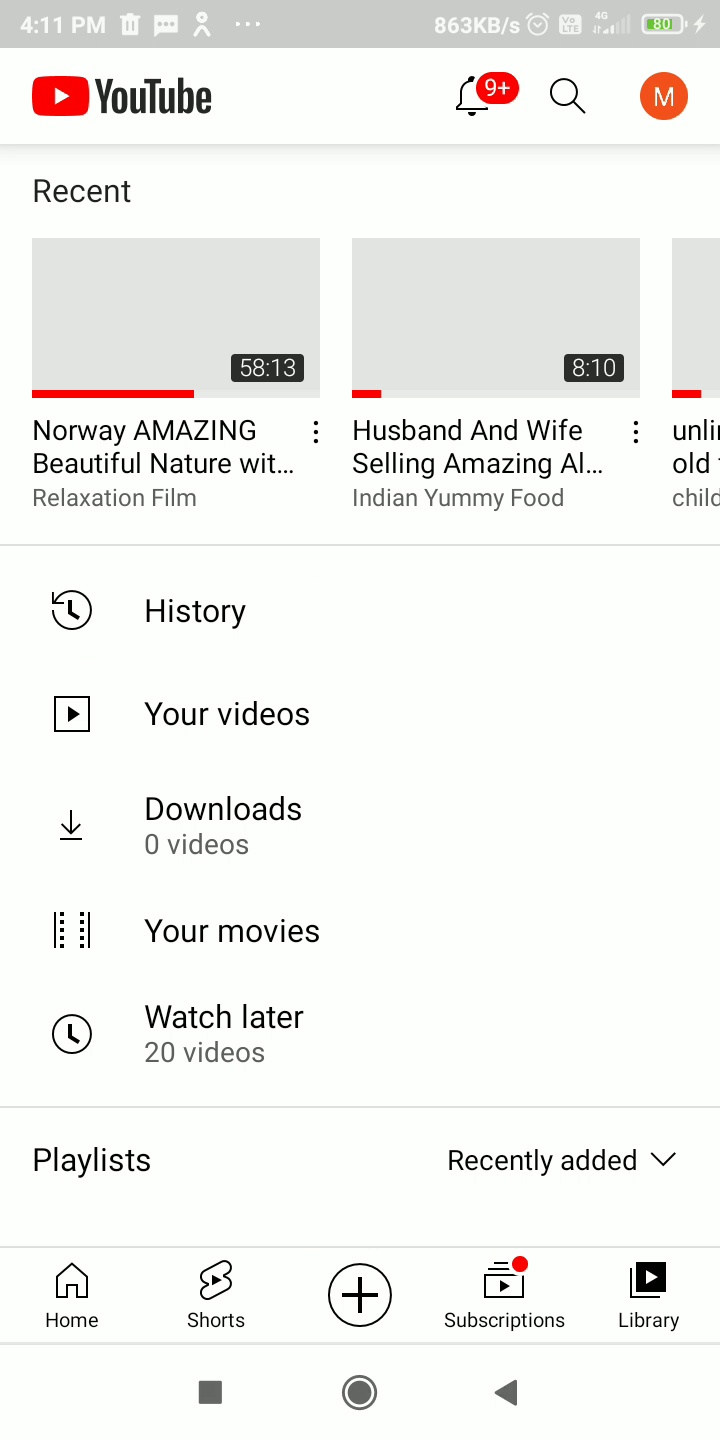 4:11 PM 863KB/s Vo LTE 4G 80
YouTube 9+ M
Recent
58:13 8:10
Norway AMAZING
Beautiful Nature wit...
Relaxation Film
Husband And Wife
Selling Amazing Al...
Indian Yummy Food
unli
old
child
History
Your videos
Downloads
0 videos
Your movies
Watch later
20 videos
Playlists Recently added
Home Shorts Subscriptions Library